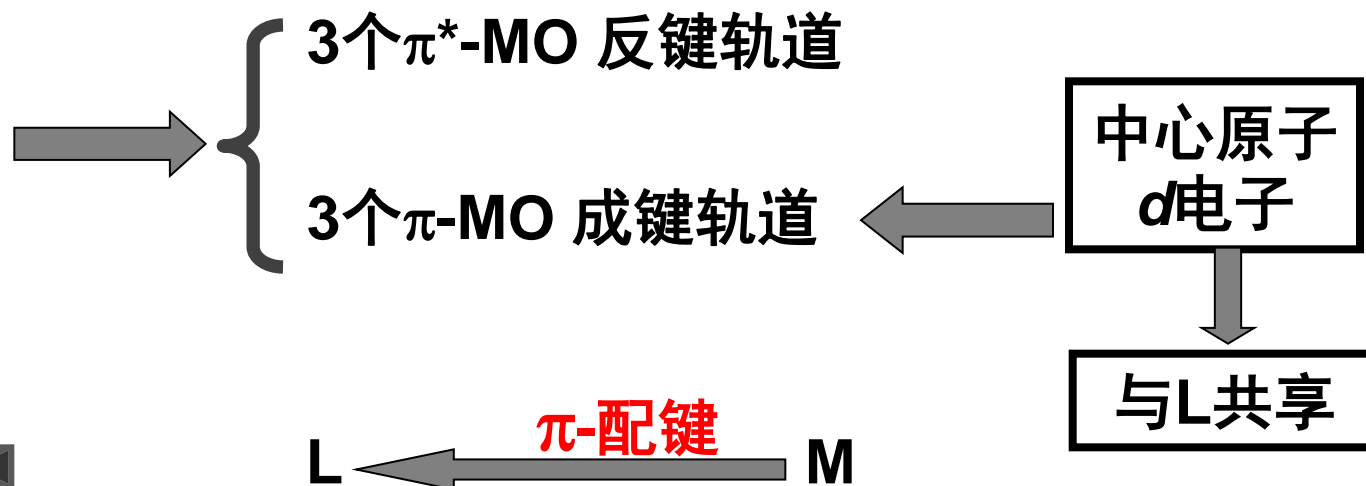 3个π*-MO 反键轨道
中心原子
d电子
3个π-MO 成键轨道
与L共享
π-配键
L M